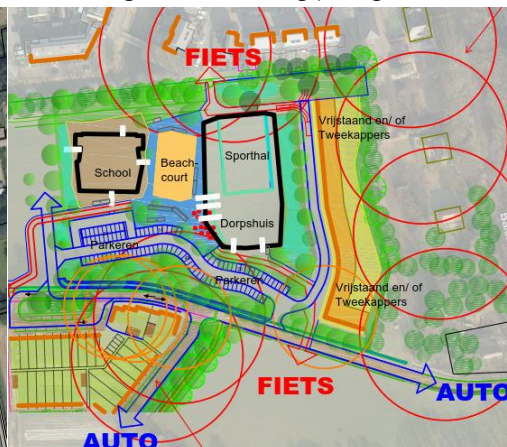 FIETS
Vrijstaand en/ of
Tweekappers
Sporthal
School
Beach-
court
Dorpshuis
Parkeren
Parkeren
Vrijstaand en/ of
Tweekappers
FIETS
AUTO
AUTO